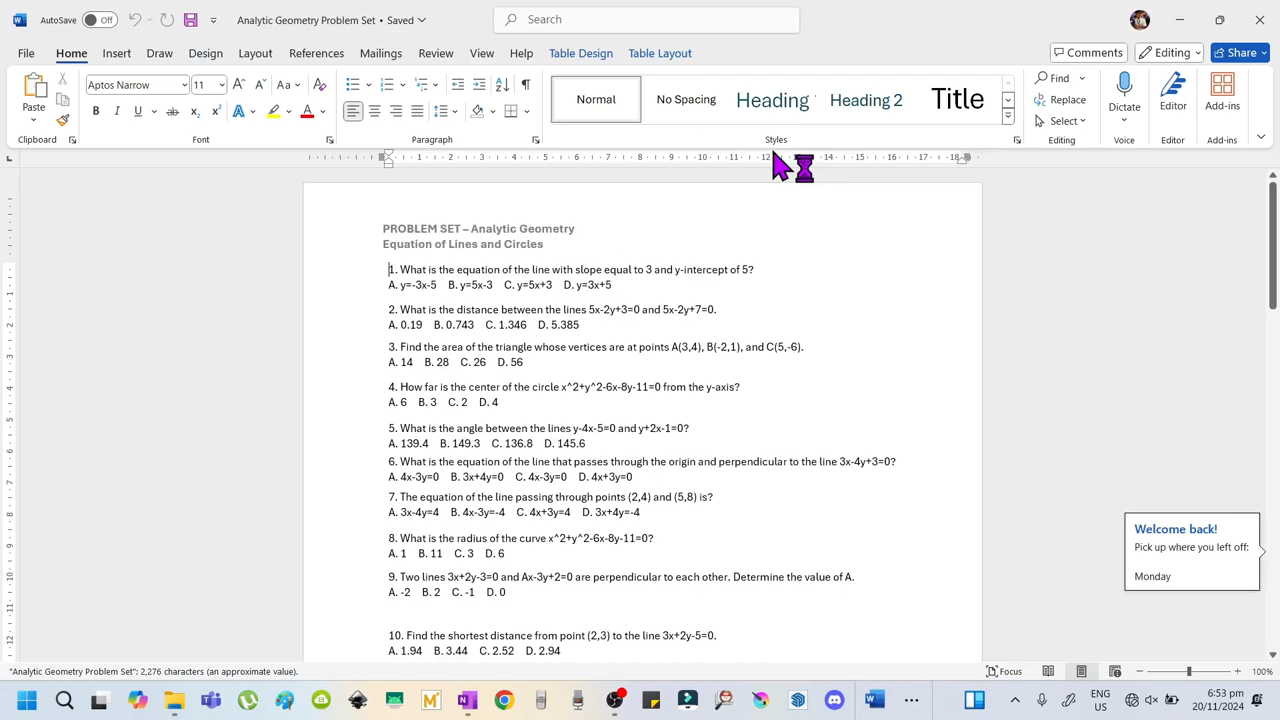 AutoSave Off Analytic Geometry Problem Set • Saved Search
File Home Insert Draw Design Layout References Mailings Review View Help Table Design Table Layout Comments Editing Share
Paste Aptos Narrow 11 Normal No Spacing Heading Heading 2 Title Find Replace Select Dictate Editor Add-ins
Clipboard Font Paragraph Styles Editing Voice Editor Add-ins
1 2 3 4 5 6 7 8 9 10 11 12 14 15 16 17 18
PROBLEM SET – Analytic Geometry
Equation of Lines and Circles
1. What is the equation of the line with slope equal to 3 and y-intercept of 5?
A. y=-3x-5 B. y=5x-3 C. y=5x+3 D. y=3x+5
2. What is the distance between the lines 5x-2y+3=0 and 5x-2y+7=0.
A. 0.19 B. 0.743 C. 1.346 D. 5.385
3. Find the area of the triangle whose vertices are at points A(3,4), B(-2,1), and C(5,-6).
A. 14 B. 28 C. 26 D. 56
4. How far is the center of the circle x^2+y^2-6x-8y-11=0 from the y-axis?
A. 6 B. 3 C. 2 D. 4
5. What is the angle between the lines y-4x-5=0 and y+2x-1=0?
A. 139.4 B. 149.3 C. 136.8 D. 145.6
6. What is the equation of the line that passes through the origin and perpendicular to the line 3x-4y+3=0?
A. 4x-3y=0 B. 3x+4y=0 C. 4x-3y=0 D. 4x+3y=0
7. The equation of the line passing through points (2,4) and (5,8) is?
A. 3x-4y=4 B. 4x-3y=-4 C. 4x+3y=4 D. 3x+4y=-4
8. What is the radius of the curve x^2+y^2-6x-8y-11=0?
A. 1 B. 11 C. 3 D. 6
9. Two lines 3x+2y-3=0 and Ax-3y+2=0 are perpendicular to each other. Determine the value of A.
A. -2 B. 2 C. -1 D. 0
10. Find the shortest distance from point (2,3) to the line 3x+2y-5=0.
A. 1.94 B. 3.44 C. 2.52 D. 2.94
Welcome back!
Pick up where you left off:
Monday
"Analytic Geometry Problem Set": 2,276 characters (an approximate value). Focus 100%
ENG US 6:53 pm 20/11/2024